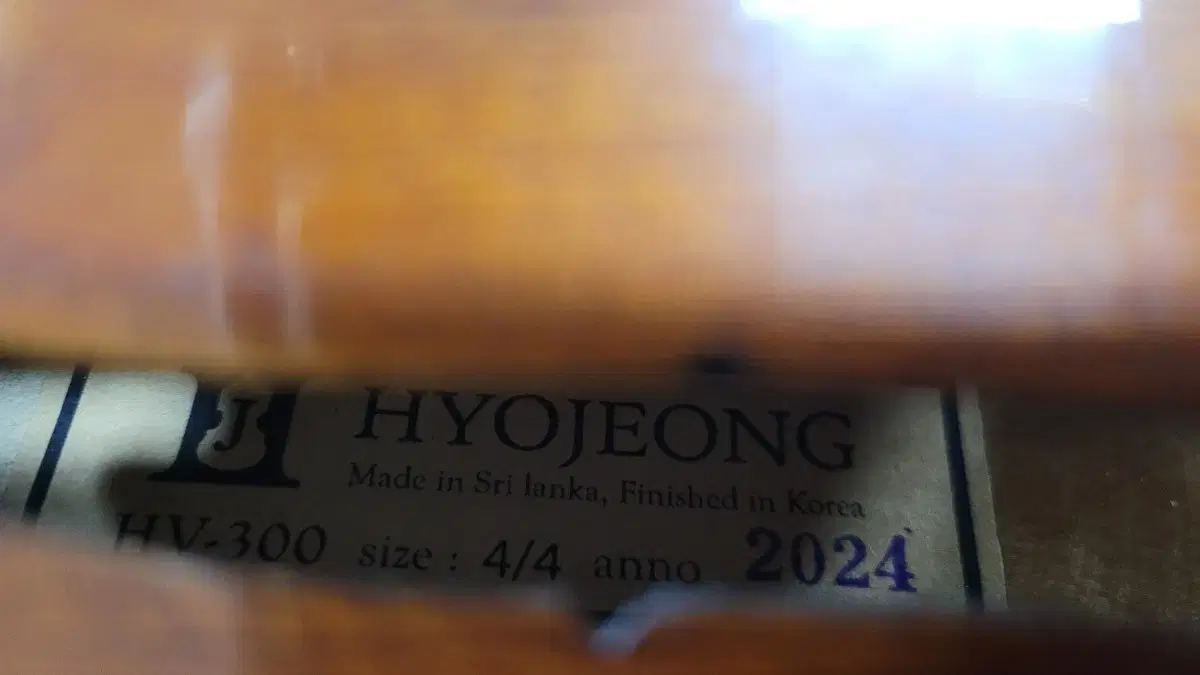 J
HYOJEONG
Made in Sri lanka, Finished in Korea
HV-300 size : 4/4 anno 2024